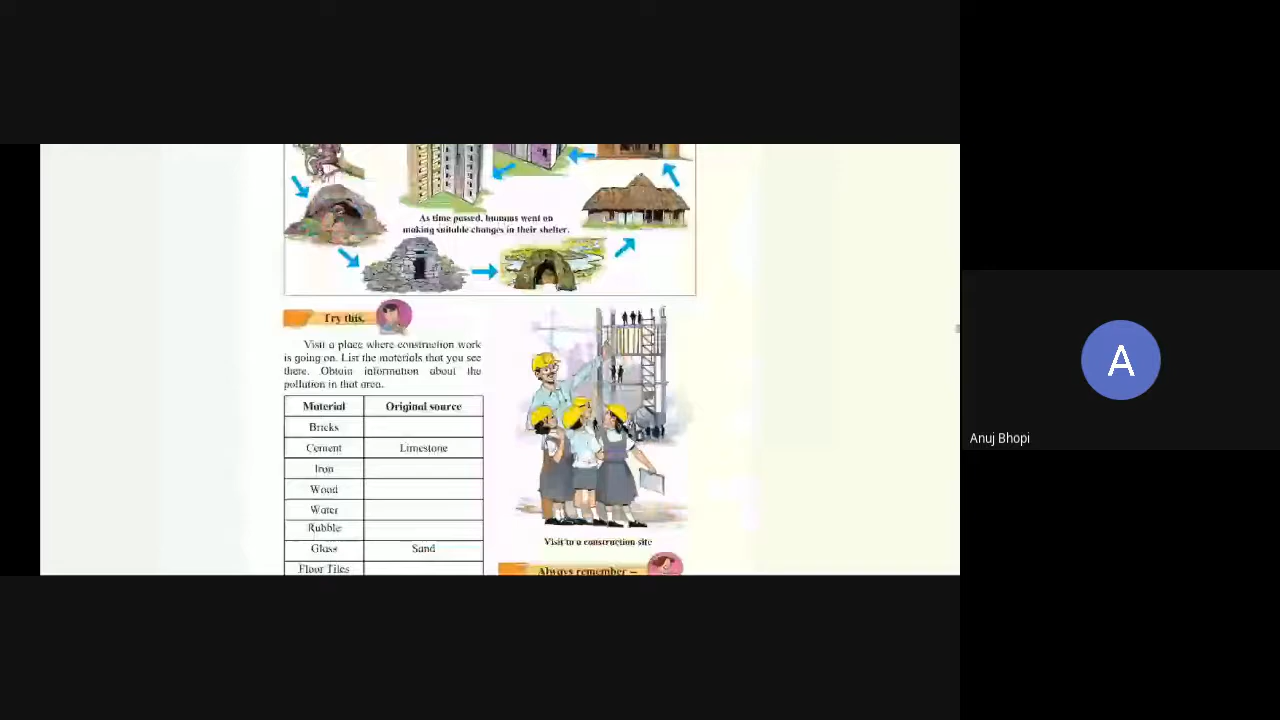 As time passed, humans went on
making suitable changes in their shelter.
Try this.
Visit a place where construction work
is going on. List the materials that you see
there. Obtain information about the
pollution in that area.
Material Original source
Bricks
Cement Limestone
Iron
Wood
Water
Rubble
Glass Sand
Floor Tiles
Visit to a construction site
Always remember –
A
Anuj Bhopi